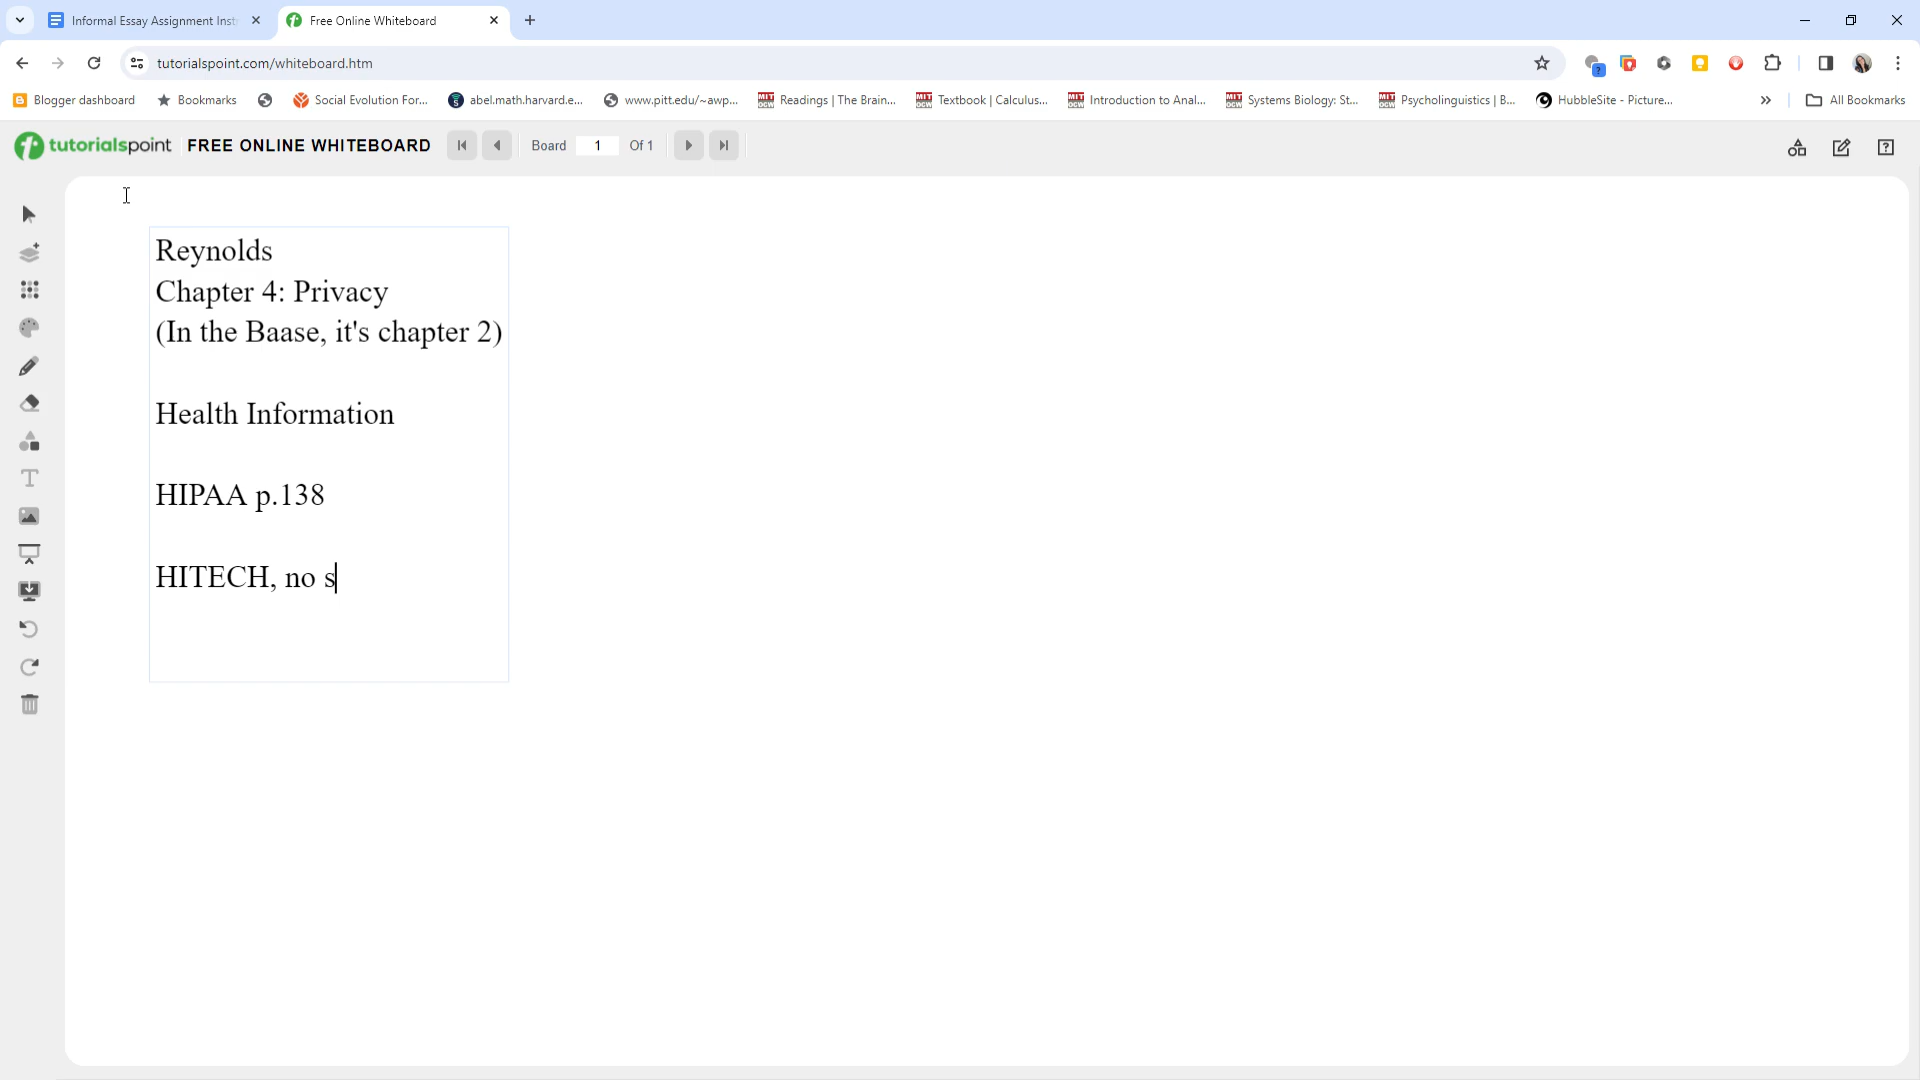 Informal Essay Assignment Inst
Free Online Whiteboard
tutorialspoint.com/whiteboard.htm
Blogger dashboard
Bookmarks
Social Evolution For...
abel.math.harvard.e...
www.pitt.edu/~awp...
Readings | The Brain...
Textbook | Calculus...
Introduction to Anal...
Systems Biology: St...
Psycholinguistics | B...
HubbleSite - Picture...
All Bookmarks
tutorialspoint FREE ONLINE WHITEBOARD Board 1 Of 1
Reynolds
Chapter 4: Privacy
(In the Baase, it's chapter 2)
Health Information
HIPAA p.138
HITECH, no s